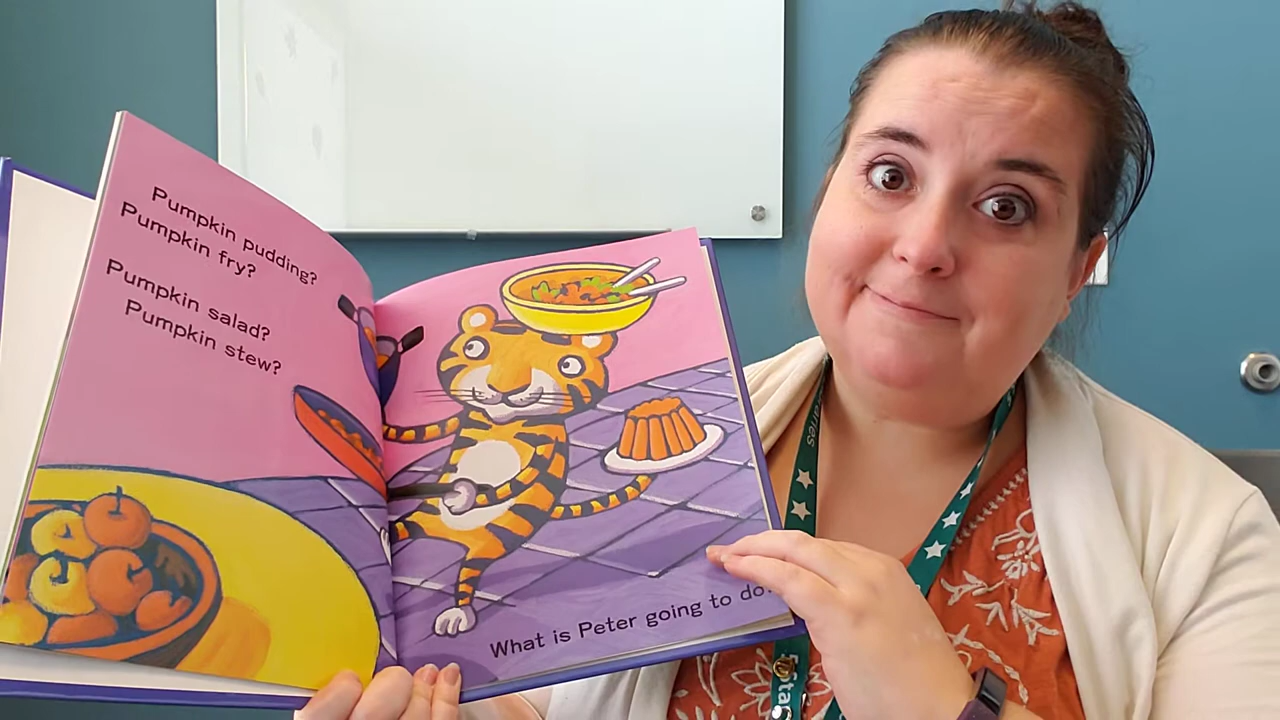 Pumpkin pudding?
Pumpkin fry?
Pumpkin salad?
Pumpkin stew?
What is Peter going to do